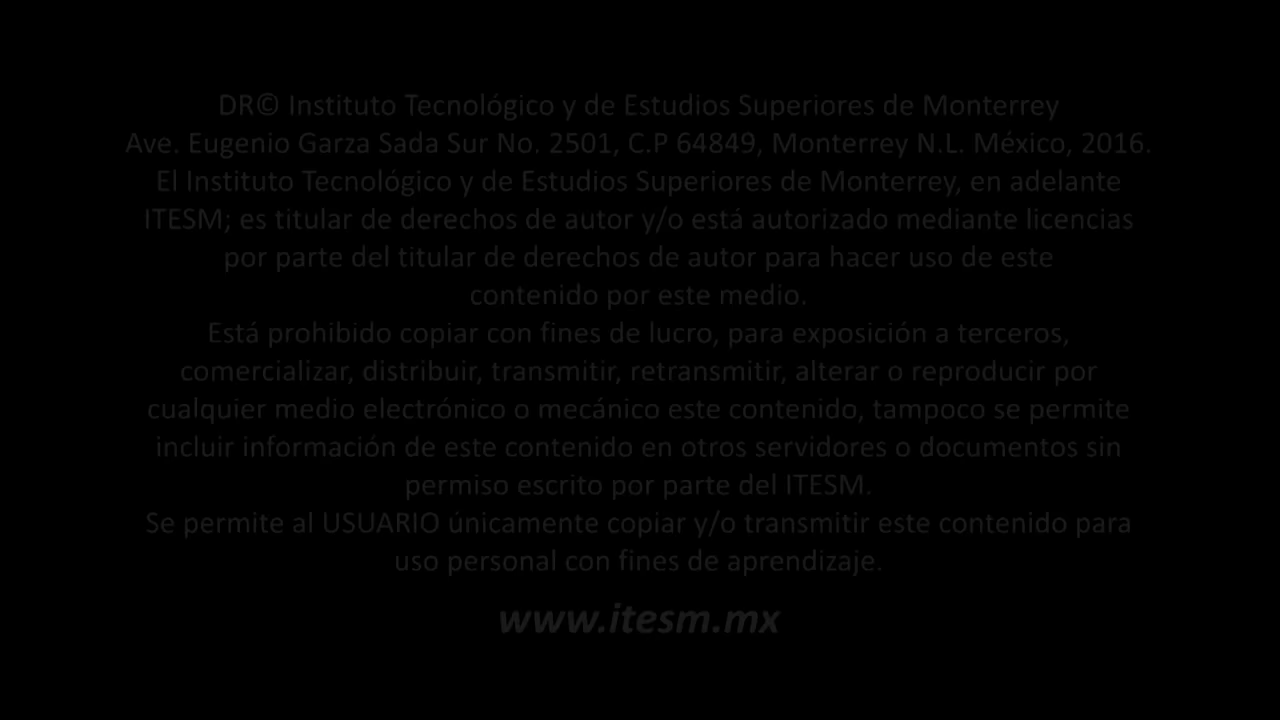 DR© Instituto Tecnológico y de Estudios Superiores de Monterrey
Ave. Eugenio Garza Sada Sur No. 2501, C.P 64849, Monterrey N.L. México, 2016.
El Instituto Tecnológico y de Estudios Superiores de Monterrey, en adelante
ITESM; es titular de derechos de autor y/o está autorizado mediante licencias
por parte del titular de derechos de autor para hacer uso de este
contenido por este medio.
Está prohibido copiar con fines de lucro, para exposición a terceros,
comercializar, distribuir, transmitir, retransmitir, alterar o reproducir por
cualquier medio electrónico o mecánico este contenido, tampoco se permite
incluir información de este contenido en otros servidores o documentos sin
permiso escrito por parte del ITESM.
Se permite al USUARIO únicamente copiar y/o transmitir este contenido para
uso personal con fines de aprendizaje.
www.itesm.mx